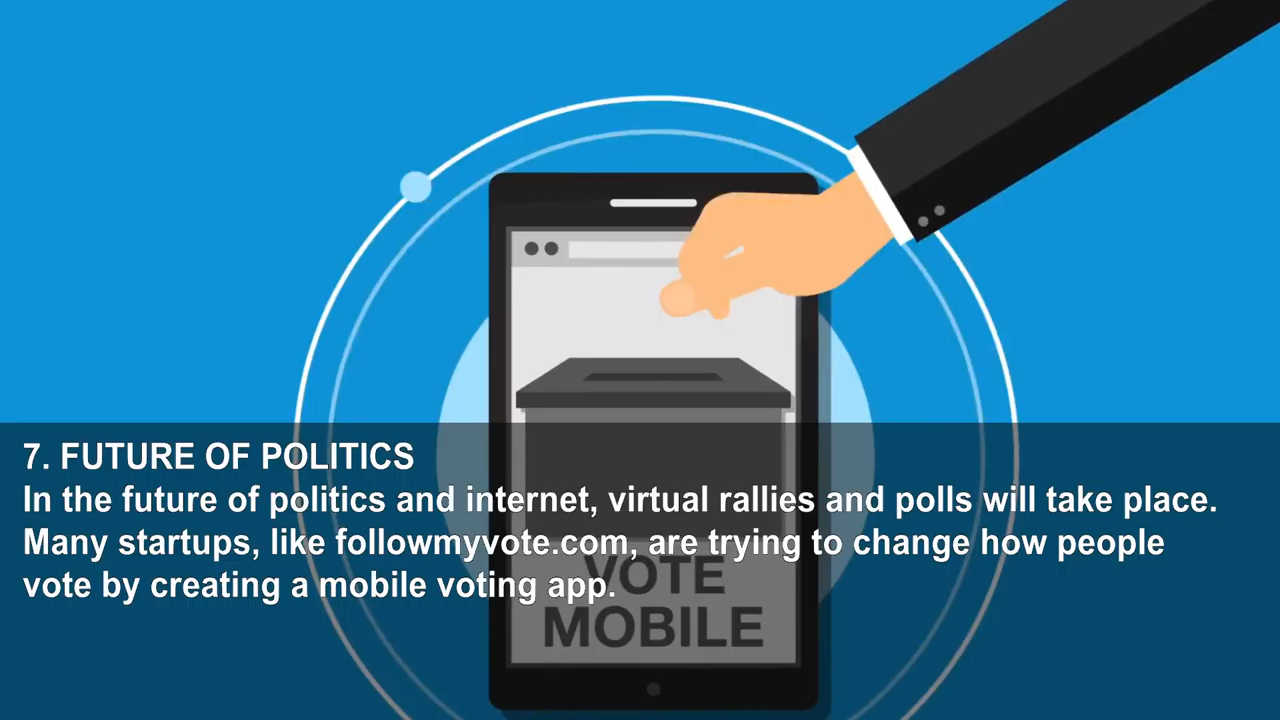 7. FUTURE OF POLITICS
In the future of politics and internet, virtual rallies and polls will take place.
Many startups, like followmyvote.com, are trying to change how people
vote by creating a mobile voting app.
VOTE
MOBILE